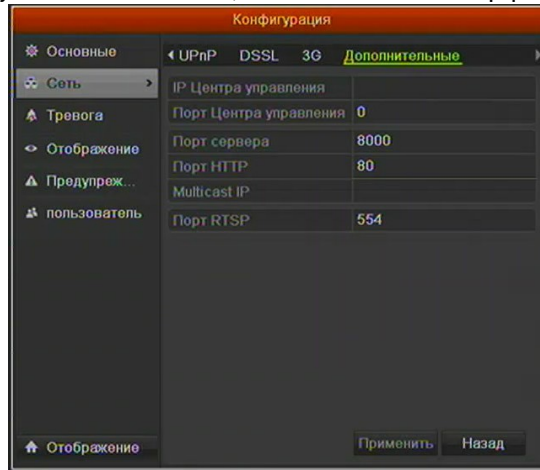 Конфигурация
Основные
Сеть
Тревога
Отображение
Предупреж...
пользователь
UPnP DSSL 3G Дополнительные
IP Центра управления
Порт Центра управления 0
Порт сервера 8000
Порт HTTP 80
Multicast IP
Порт RTSP 554
Отображение
Применить Назад